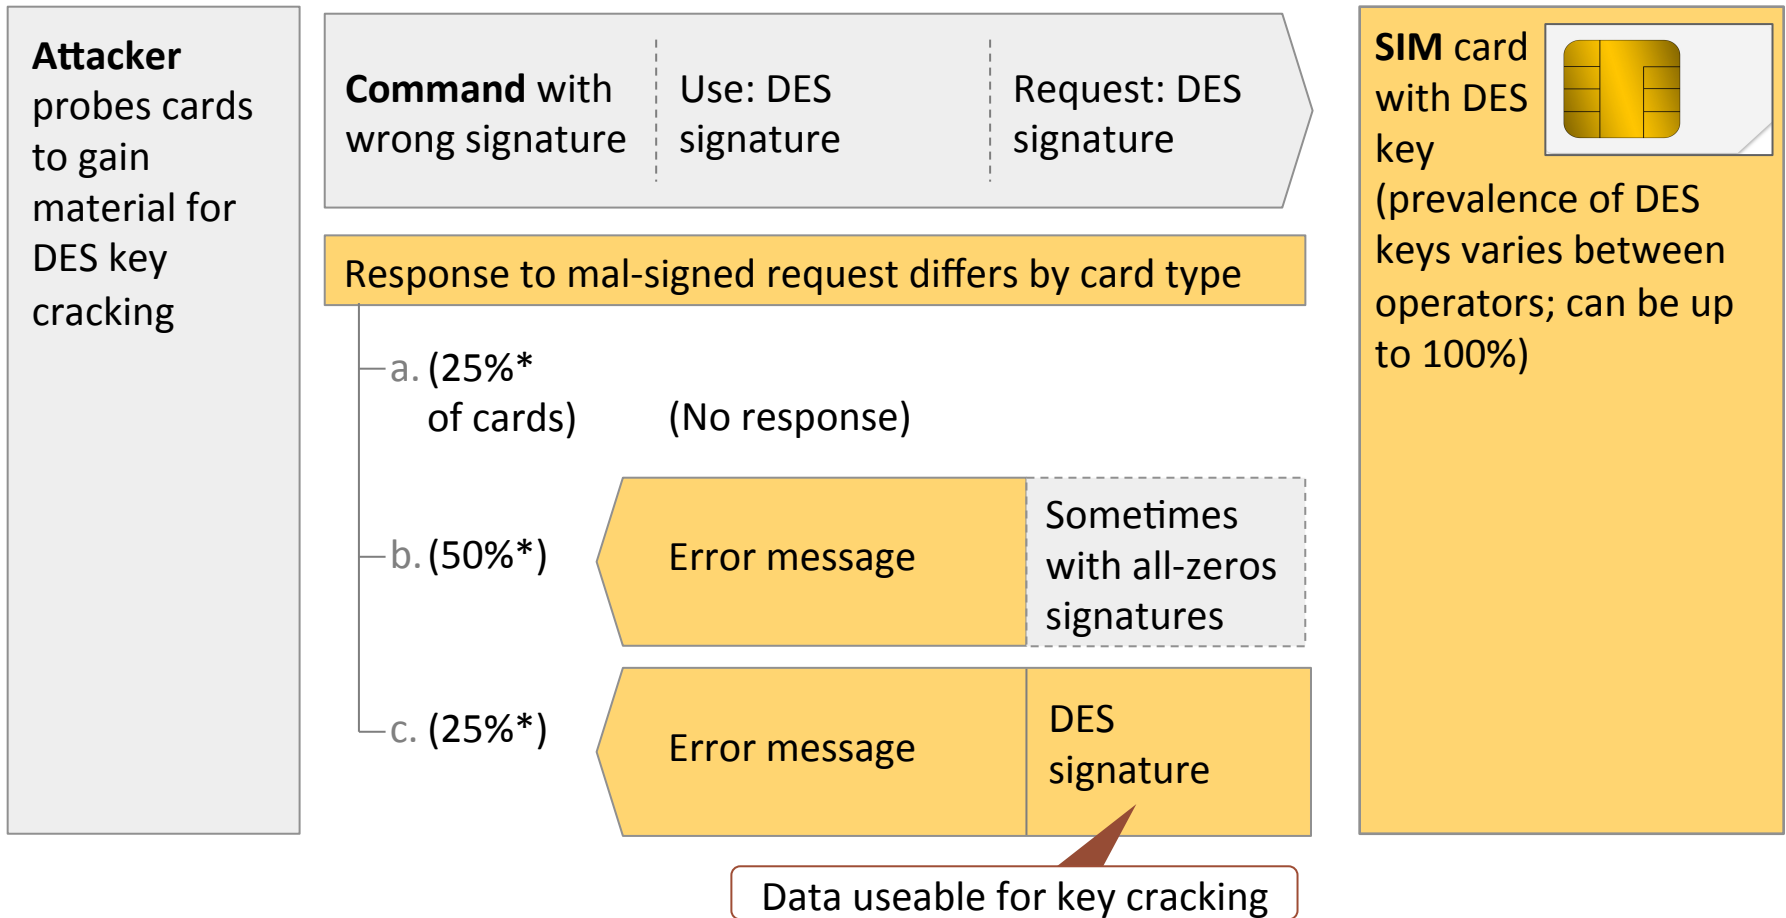 Attacker
probes cards
to gain
material for
DES key
cracking
Command with
wrong signature
Use: DES
signature
Request: DES
signature
SIM card
with DES
key
(prevalence of DES
keys varies between
operators; can be up
to 100%)
Response to mal-signed request differs by card type
a. (25%*
of cards)
(No response)
b. (50%*)
Error message
Sometimes
with all-zeros
signatures
c. (25%*)
Error message
DES
signature
Data useable for key cracking